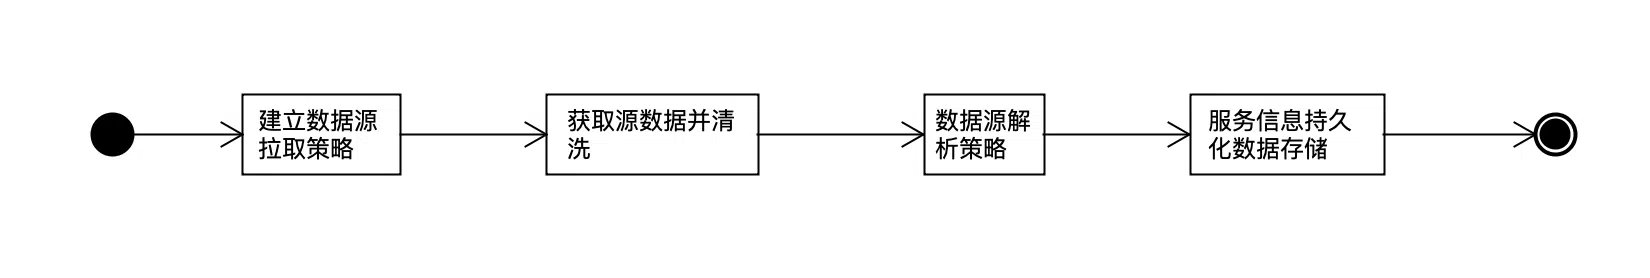 建立数据源
拉取策略
获取源数据并清
洗
数据源解
析策略
服务信息持久
化数据存储